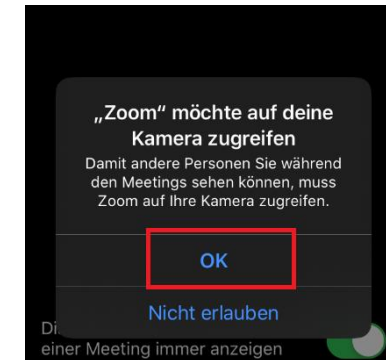 „Zoom“ möchte auf deine
Kamera zugreifen
Damit andere Personen Sie während
den Meetings sehen können, muss
Zoom auf Ihre Kamera zugreifen.
OK
Nicht erlauben
einer Meeting immer anzeigen